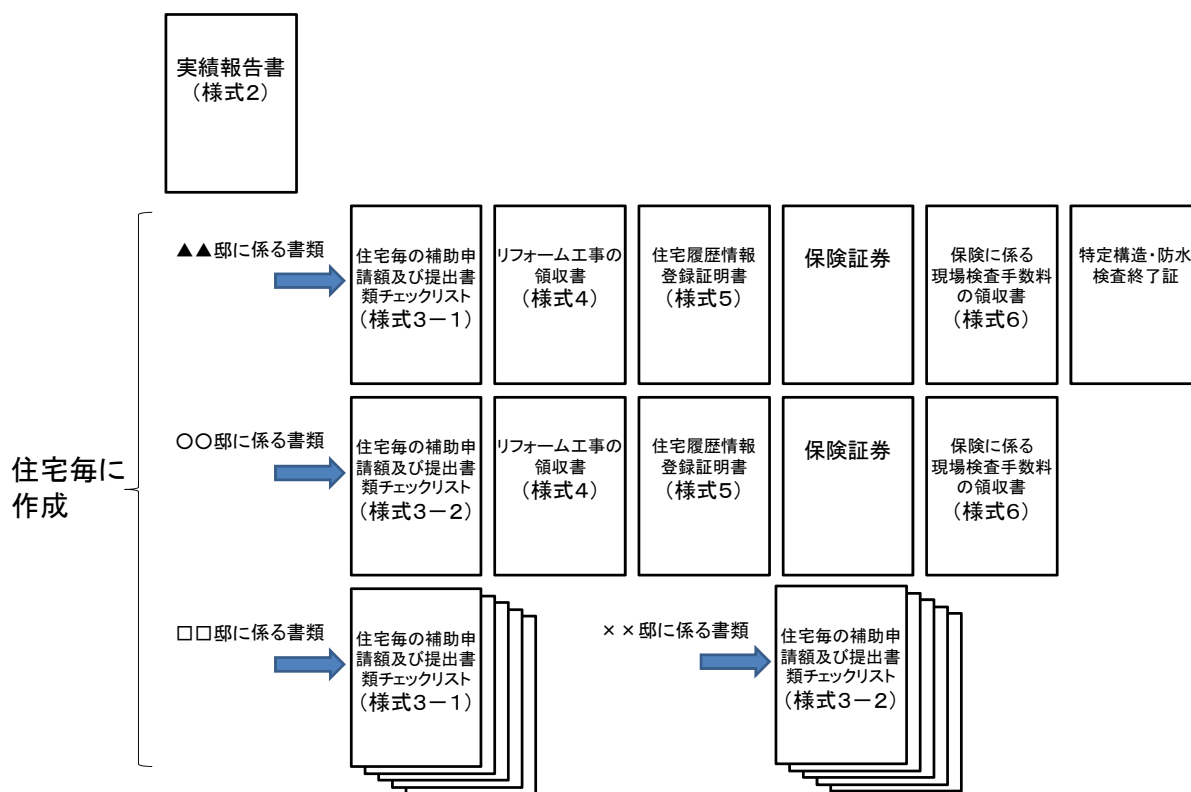 実績報告書
（様式２）
▲▲邸に係る書類
住宅毎の補助申
請額及び提出書
類チェックリスト
（様式３－１）
リフォーム工事の
領収書
（様式４）
住宅履歴情報
登録証明書
（様式５）
保険証券
保険に係る
現場検査手数料
の領収書
（様式６）
特定構造・防水
検査終了証
住宅毎に
作成
○○邸に係る書類
住宅毎の補助申
請額及び提出書
類チェックリスト
（様式３－２）
リフォーム工事の
領収書
（様式４）
住宅履歴情報
登録証明書
（様式５）
保険証券
保険に係る
現場検査手数料
の領収書
（様式６）
□□邸に係る書類
住宅毎の補助申
請額及び提出書
類チェックリスト
（様式３－１）
××邸に係る書類
住宅毎の補助申
請額及び提出書
類チェックリスト
（様式３－２）